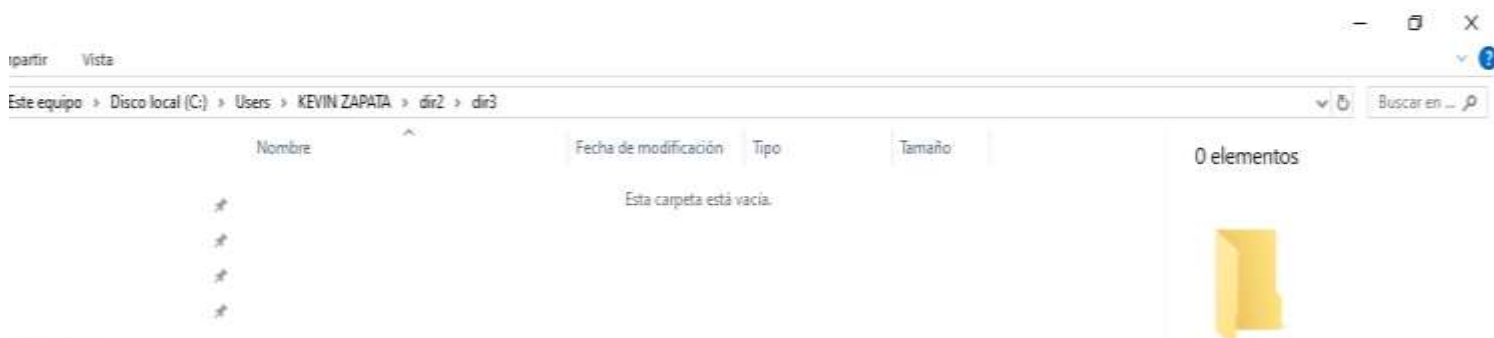 mpartir Vista
Este equipo > Disco local (C:) > Users > KEVIN ZAPATA > dir2 > dir3 Buscar en ...
Nombre Fecha de modificación Tipo Tamaño
0 elementos
Esta carpeta está vacía.